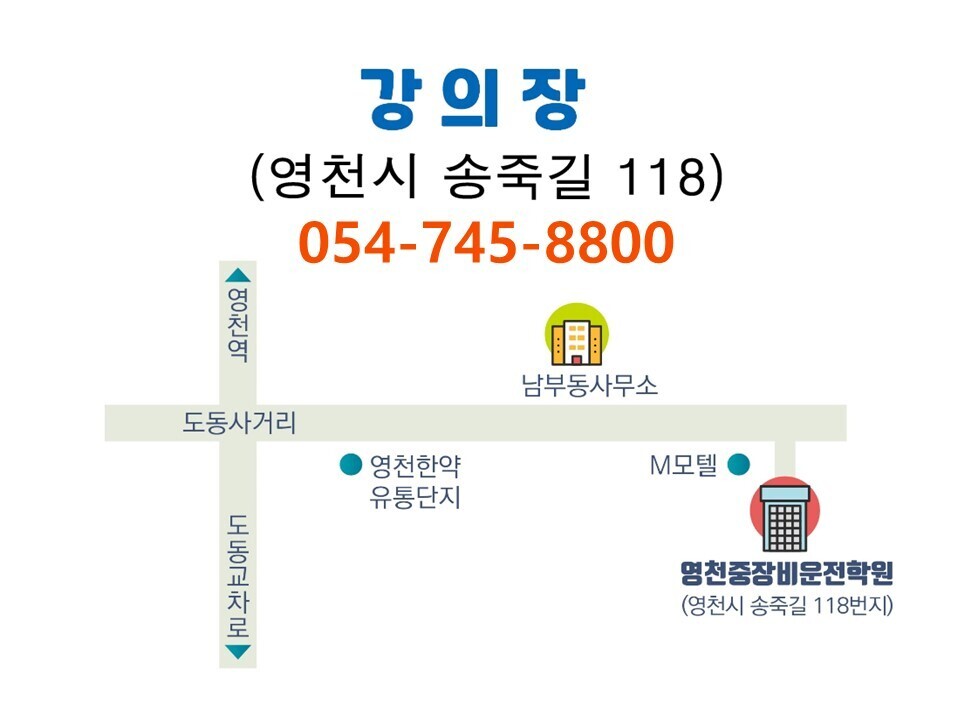 강의장
(영천시 송죽길 118)
054-745-8800
영천역
남부동사무소
도동사거리
영천한약
유통단지
M모텔
도동교차로
영천중장비운전학원
(영천시 송죽길 118번지)